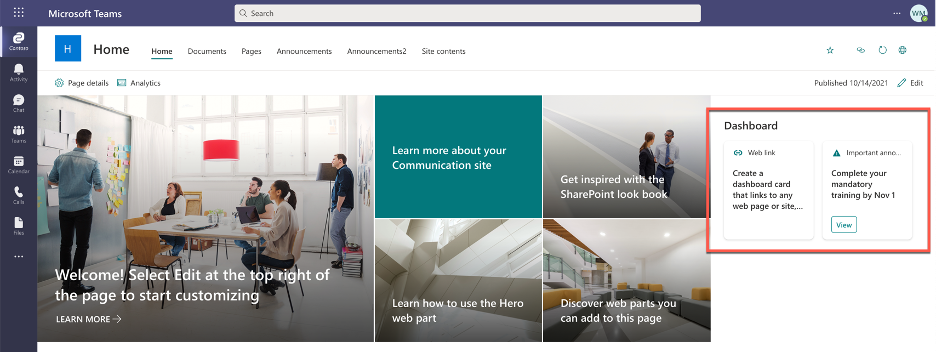 Microsoft Teams
Search
WM
Contoso
Activity
Chat
Teams
Calendar
Calls
Files
H
Home
Home
Documents
Pages
Announcements
Announcements2
Site contents
Page details
Analytics
Published 10/14/2021
Edit
Welcome! Select Edit at the top right of
the page to start customizing
LEARN MORE
Learn more about your
Communication site
Get inspired with the
SharePoint look book
Learn how to use the Hero
web part
Discover web parts you
can add to this page
Dashboard
Web link
Create a
dashboard card
that links to any
web page or site,...
Important anno...
Complete your
mandatory
training by Nov 1
View